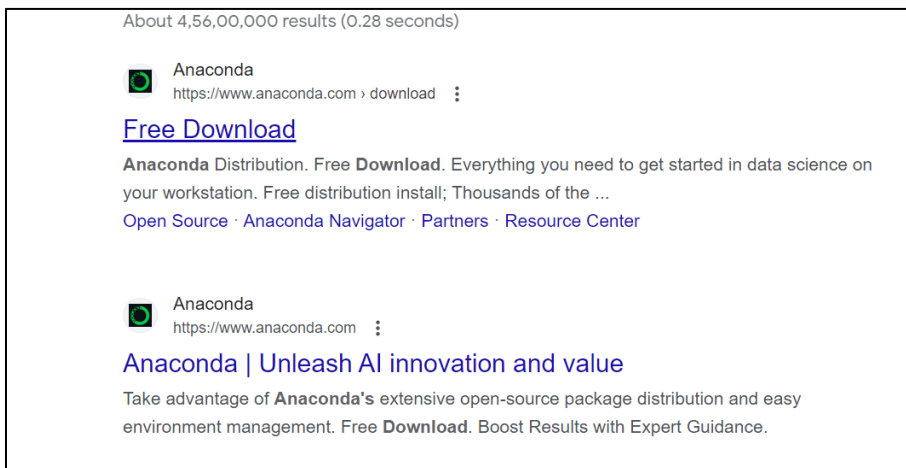 About 4,56,00,000 results (0.28 seconds)
Anaconda
https://www.anaconda.com › download
Free Download
Anaconda Distribution. Free Download. Everything you need to get started in data science on
your workstation. Free distribution install; Thousands of the ...
Open Source · Anaconda Navigator · Partners · Resource Center
Anaconda
https://www.anaconda.com
Anaconda | Unleash AI innovation and value
Take advantage of Anaconda's extensive open-source package distribution and easy
environment management. Free Download. Boost Results with Expert Guidance.